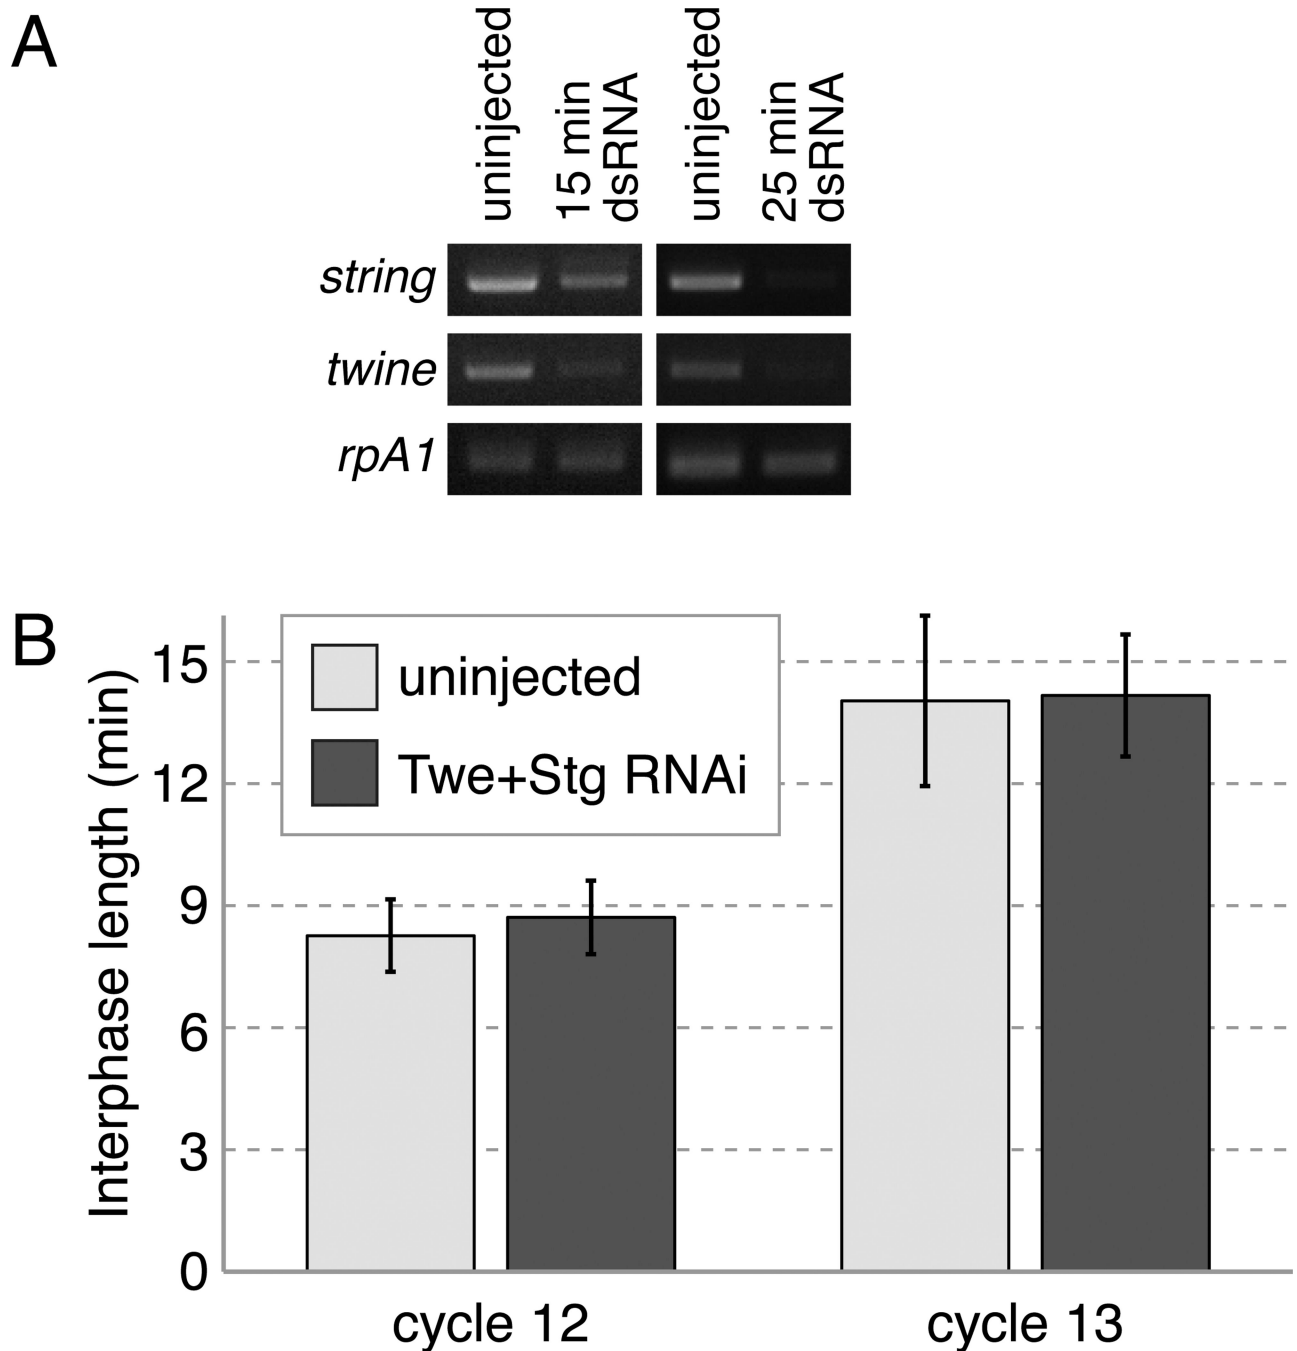 A
uninjected
15 min
dsRNA
uninjected
25 min
dsRNA
string
twine
rpA1
B
Interphase length (min)
15
12
9
6
3
0
uninjected
Twe+Stg RNAi
cycle 12
cycle 13